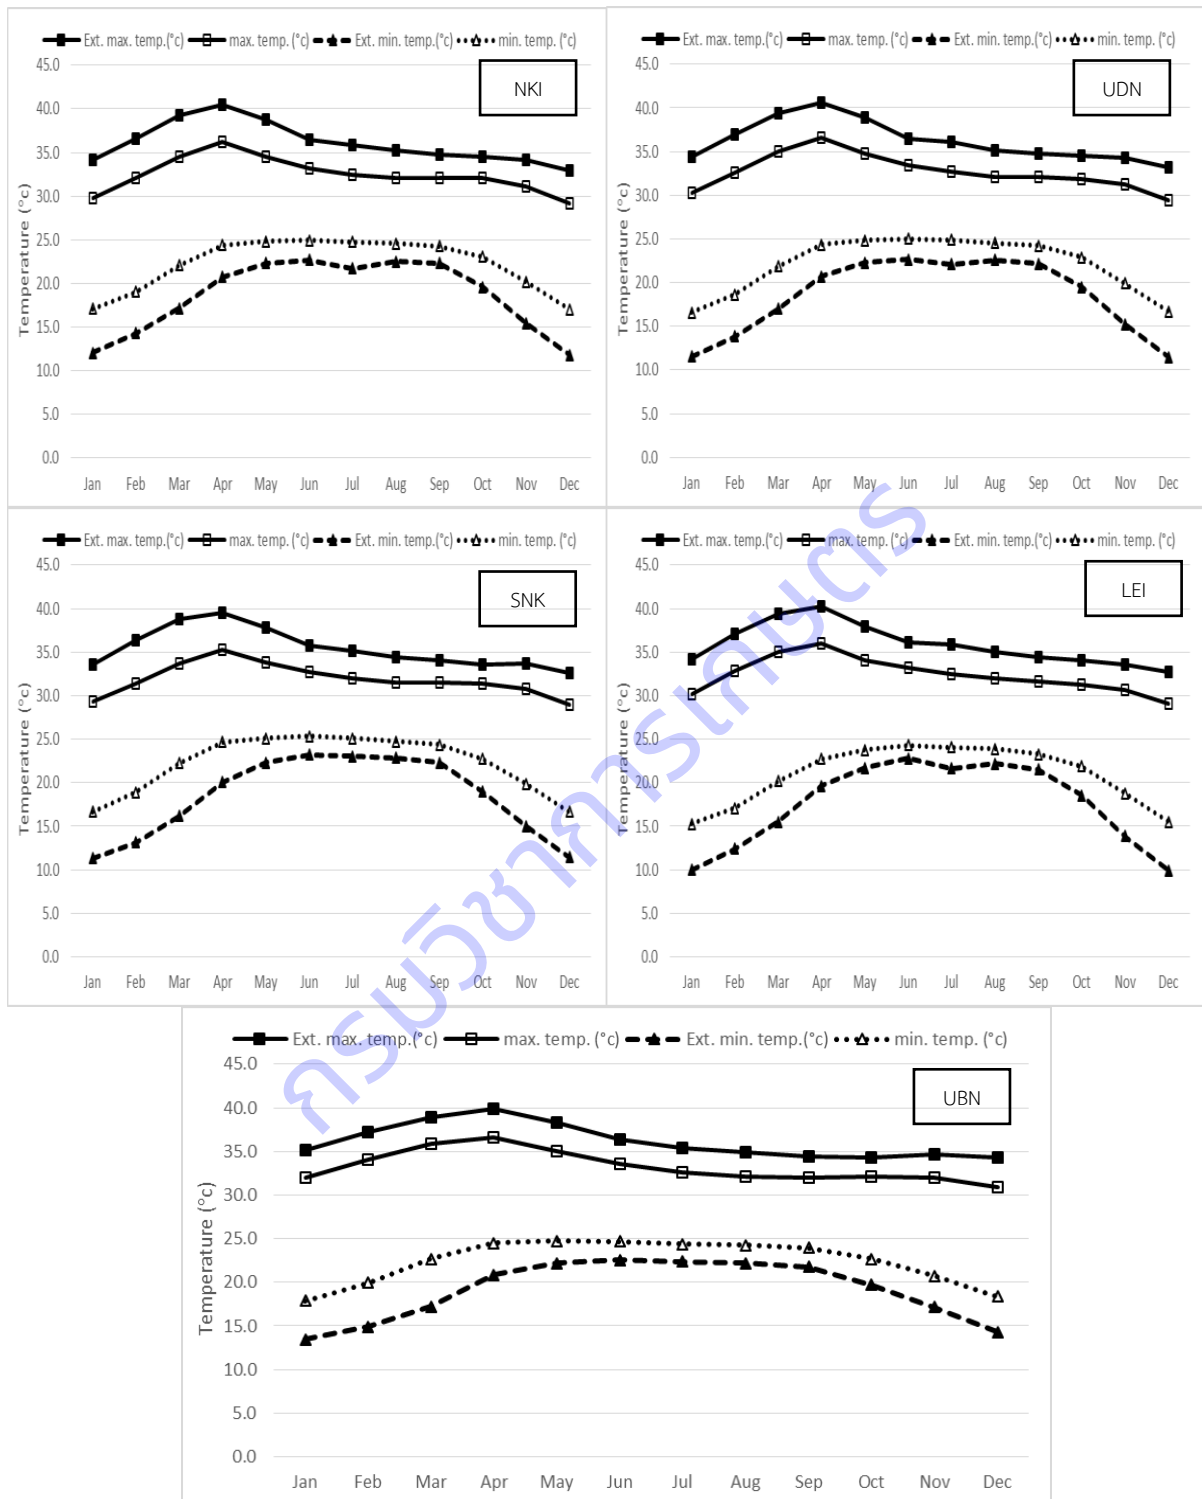 Ext. max. temp.(°c) max. temp. (°c) Ext. min. temp.(°c) min. temp. (°c)
NKI
Temperature (°c)
45.0
40.0
35.0
30.0
25.0
20.0
15.0
10.0
5.0
0.0
Jan Feb Mar Apr May Jun Jul Aug Sep Oct Nov Dec
Ext. max. temp.(°c) max. temp. (°c) Ext. min. temp.(°c) min. temp. (°c)
UDN
Temperature (°c)
45.0
40.0
35.0
30.0
25.0
20.0
15.0
10.0
5.0
0.0
Jan Feb Mar Apr May Jun Jul Aug Sep Oct Nov Dec
Ext. max. temp.(°c) max. temp. (°c) Ext. min. temp.(°c) min. temp. (°c)
SNK
Temperature (°c)
45.0
40.0
35.0
30.0
25.0
20.0
15.0
10.0
5.0
0.0
Jan Feb Mar Apr May Jun Jul Aug Sep Oct Nov Dec
Ext. max. temp.(°c) max. temp. (°c) Ext. min. temp.(°c) min. temp. (°c)
LEI
Temperature (°c)
45.0
40.0
35.0
30.0
25.0
20.0
15.0
10.0
5.0
0.0
Jan Feb Mar Apr May Jun Jul Aug Sep Oct Nov Dec
Ext. max. temp.(°c) max. temp. (°c) Ext. min. temp.(°c) min. temp. (°c)
UBN
Temperature (°c)
45.0
40.0
35.0
30.0
25.0
20.0
15.0
10.0
5.0
0.0
Jan Feb Mar Apr May Jun Jul Aug Sep Oct Nov Dec
กรมวิชาการเกษตร